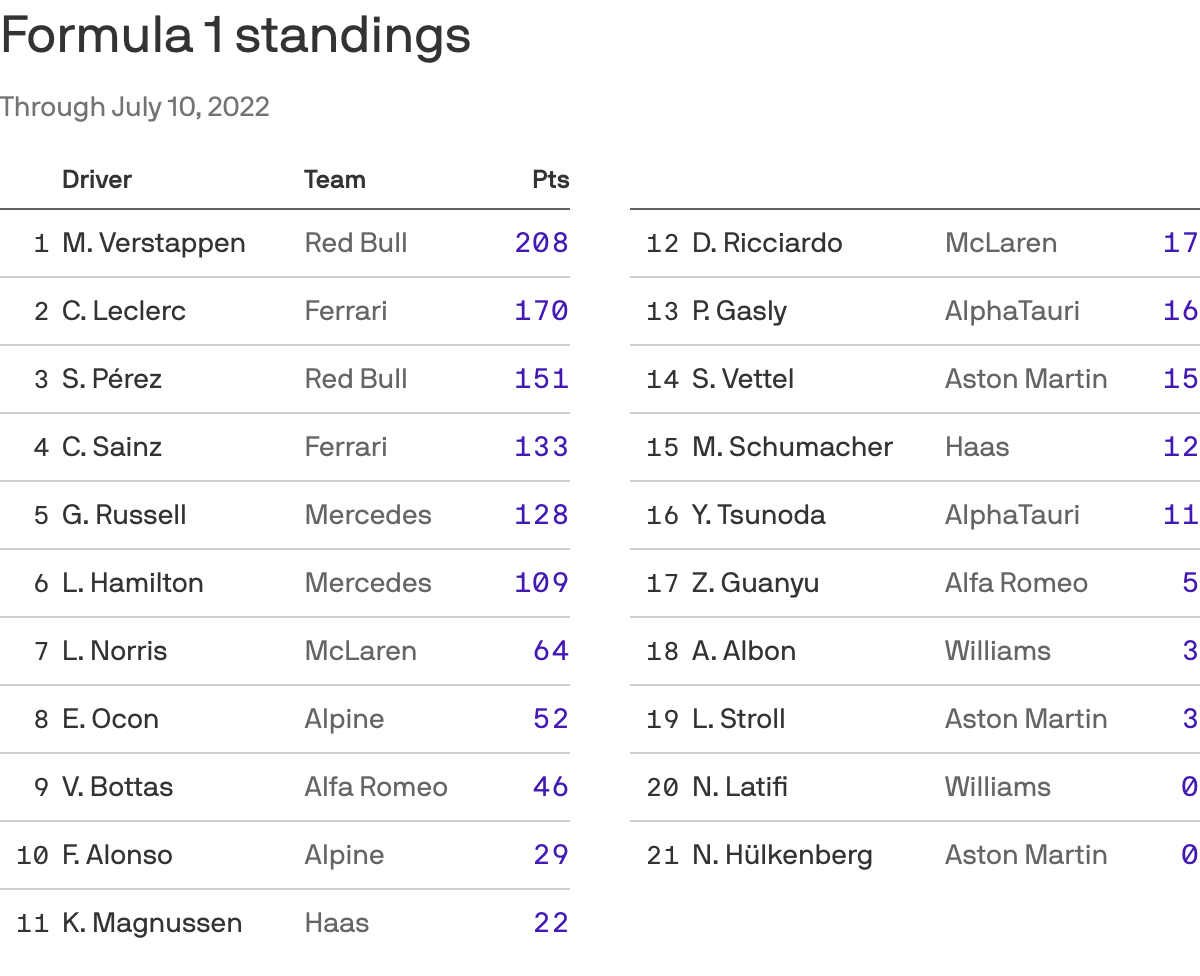 Formula 1 standings
Through July 10, 2022
Driver Team Pts
1 M. Verstappen Red Bull 208
2 C. Leclerc Ferrari 170
3 S. Pérez Red Bull 151
4 C. Sainz Ferrari 133
5 G. Russell Mercedes 128
6 L. Hamilton Mercedes 109
7 L. Norris McLaren 64
8 E. Ocon Alpine 52
9 V. Bottas Alfa Romeo 46
10 F. Alonso Alpine 29
11 K. Magnussen Haas 22
12 D. Ricciardo McLaren 17
13 P. Gasly AlphaTauri 16
14 S. Vettel Aston Martin 15
15 M. Schumacher Haas 12
16 Y. Tsunoda AlphaTauri 11
17 Z. Guanyu Alfa Romeo 5
18 A. Albon Williams 3
19 L. Stroll Aston Martin 3
20 N. Latifi Williams 0
21 N. Hülkenberg Aston Martin 0